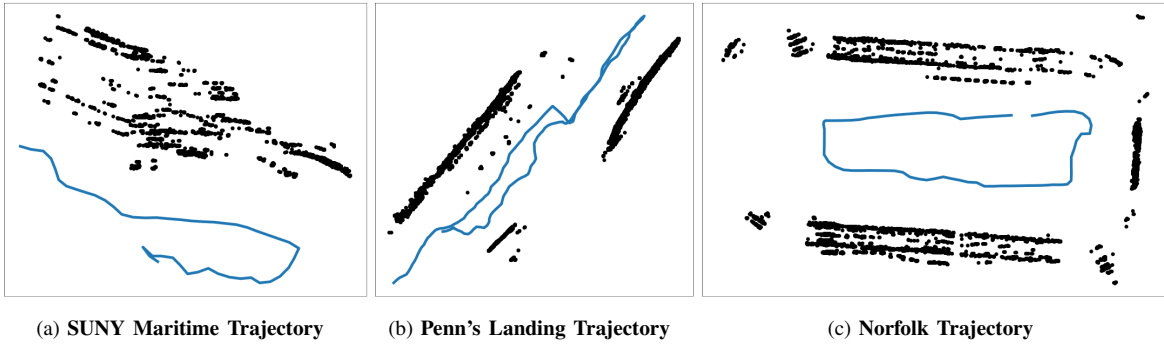 (a) SUNY Maritime Trajectory
(b) Penn's Landing Trajectory
(c) Norfolk Trajectory